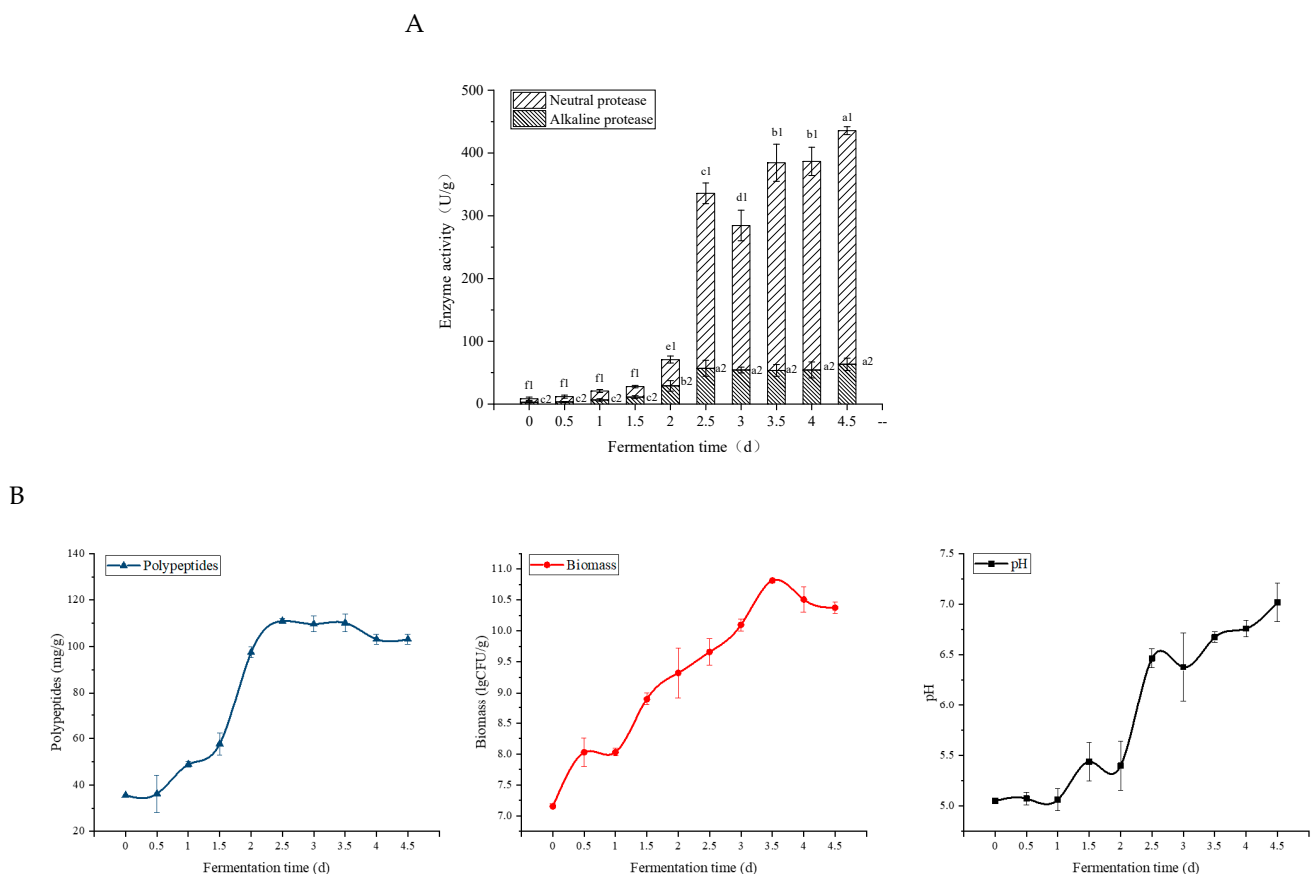 A
500
400
300
200
100
0
Enzyme activity（U/g）
Neutral protease
Alkaline protease
f1 f1 f1 f1 e1 c1 d1 b1 b1 a1
c2 c2 c2 c2 b2 a2 a2 a2 a2 a2
0 0.5 1 1.5 2 2.5 3 3.5 4 4.5 --
Fermentation time（d）
B
140
120
100
80
60
40
20
Polypeptides (mg/g)
Polypeptides
0 0.5 1 1.5 2 2.5 3 3.5 4 4.5
Fermentation time (d)
11.0
10.5
10.0
9.5
9.0
8.5
8.0
7.5
7.0
Biomass (lgCFU/g)
Biomass
0 0.5 1 1.5 2 2.5 3 3.5 4 4.5
Fermentation time (d)
7.5
7.0
6.5
6.0
5.5
5.0
pH
pH
0 0.5 1 1.5 2 2.5 3 3.5 4 4.5
Fermentation time (d)